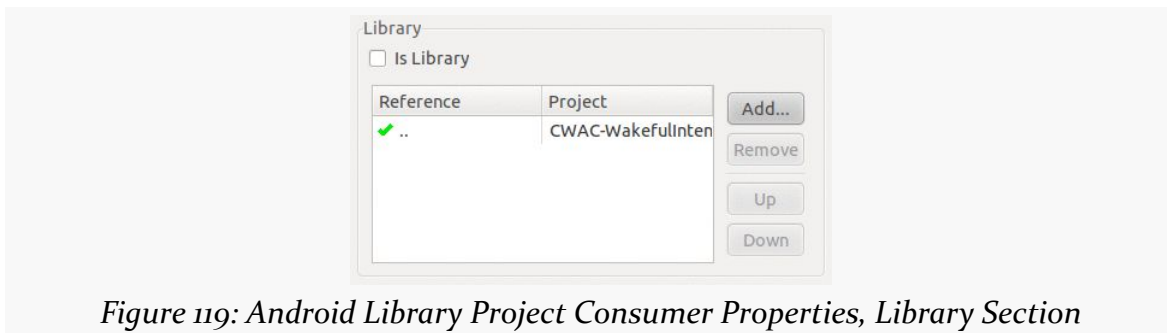 Library
Is Library
Reference Project
.. CWAC-WakefulInten
Add...
Remove
Up
Down
Figure 119: Android Library Project Consumer Properties, Library Section